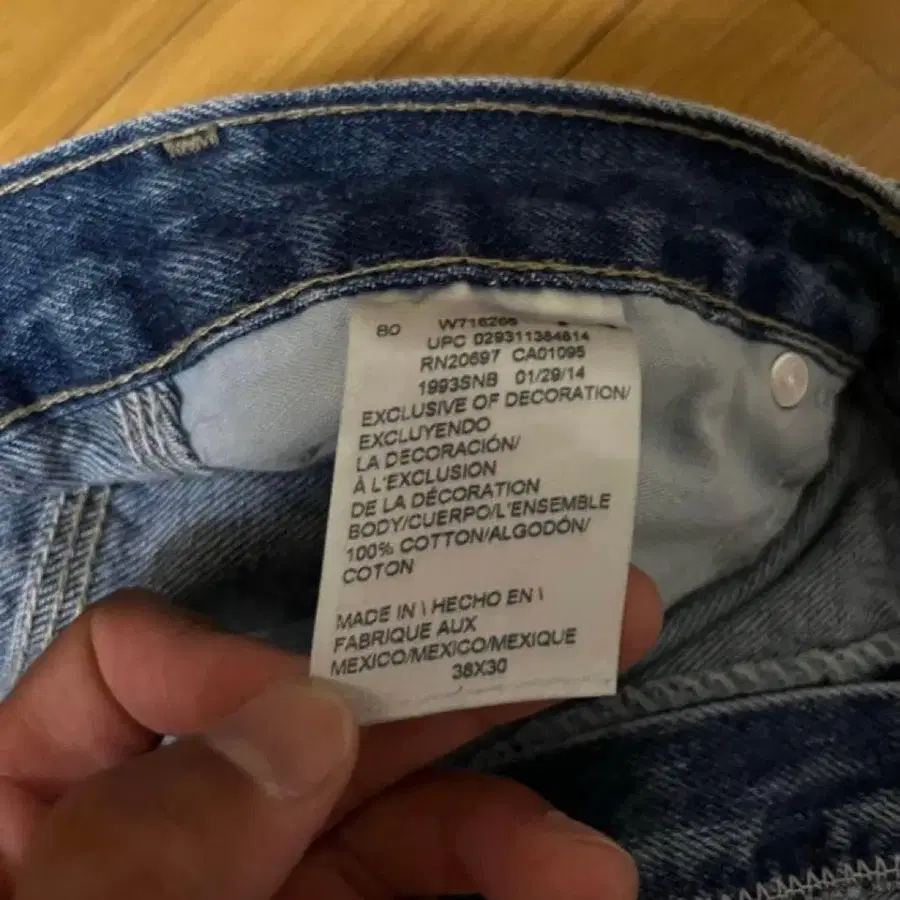 80 W716266
UPC 029311384814
RN20697 CA01095
1993SNB 01/29/14
EXCLUSIVE OF DECORATION/
EXCLUYENDO
LA DECORACIÓN/
À L'EXCLUSION
DE LA DÉCORATION
BODY/CUERPO/L'ENSEMBLE
100% COTTON/ALGODÓN/
COTON
MADE IN \ HECHO EN \
FABRIQUE AUX
MEXICO/MEXICO/MEXIQUE
38X30